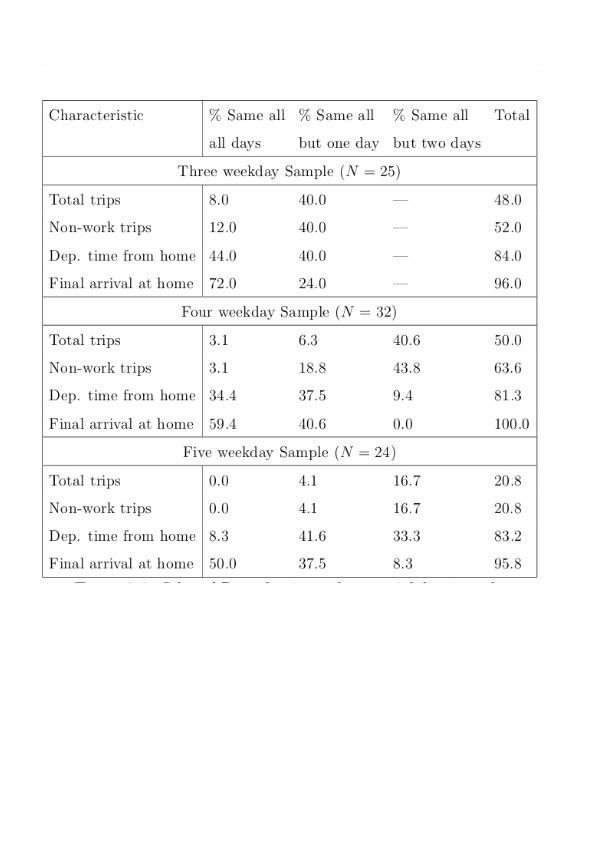 Characteristic % Same all % Same all % Same all Total
all days but one day but two days
Three weekday Sample (N = 25)
Total trips 8.0 40.0 — 48.0
Non-work trips 12.0 40.0 — 52.0
Dep. time from home 44.0 40.0 — 84.0
Final arrival at home 72.0 24.0 — 96.0
Four weekday Sample (N = 32)
Total trips 3.1 6.3 40.6 50.0
Non-work trips 3.1 18.8 43.8 63.6
Dep. time from home 34.4 37.5 9.4 81.3
Final arrival at home 59.4 40.6 0.0 100.0
Five weekday Sample (N = 24)
Total trips 0.0 4.1 16.7 20.8
Non-work trips 0.0 4.1 16.7 20.8
Dep. time from home 8.3 41.6 33.3 83.2
Final arrival at home 50.0 37.5 8.3 95.8